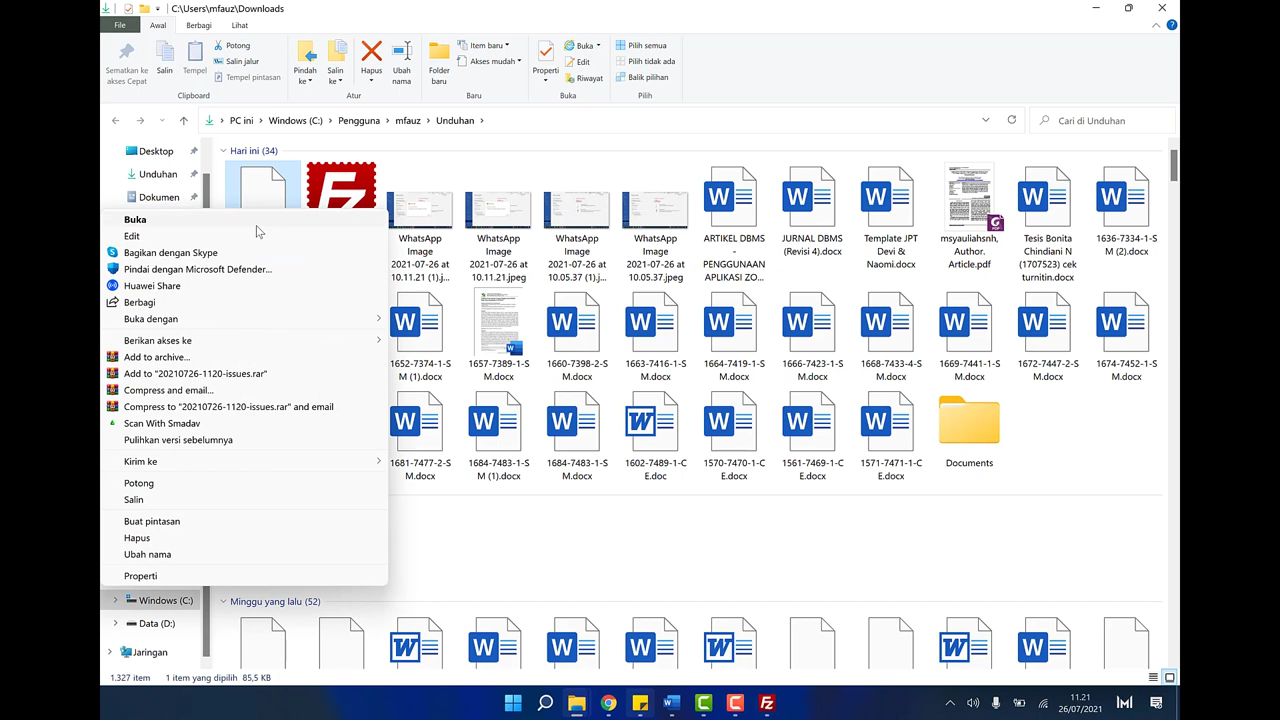 C:\Users\mfauz\Downloads
File
Awal
Berbagi
Lihat
Sematkan ke
akses Cepat
Salin
Tempel
Potong
Salin jalur
Tempel pintasan
Clipboard
Pindah
ke
Salin
ke
Hapus
Ubah
nama
Atur
Folder
baru
Item baru
Akses mudah
Baru
Properti
Buka
Edit
Riwayat
Buka
Pilih semua
Pilih tidak ada
Balik pilihan
Pilih
PC ini
Windows (C:)
Pengguna
mfauz
Unduhan
Cari di Unduhan
Desktop
Unduhan
Dokumen
Hari ini (34)
Fz
WhatsApp
Image
2021-07-26 at
10.11.21 (1).j...
WhatsApp
Image
2021-07-26 at
10.11.21.jpeg
WhatsApp
Image
2021-07-26 at
10.05.37 (1).j...
WhatsApp
Image
2021-07-26 at
10.05.37.jpeg
ARTIKEL DBMS
- PENGGUNAAN
APLIKASI ZO...
JURNAL DBMS
(Revisi 4).docx
Template JPT
Devi &
Naomi.docx
msyauliahsnh,
Author.
Article.pdf
Tesis Bonita
Chindiani N
(1707523) cek
turnitin.docx
1636-7334-1-S
M (2).docx
1652-7374-1-S
M (1).docx
1657-7389-1-S
M.docx
1660-7398-2-S
M.docx
1663-7416-1-S
M.docx
1664-7419-1-S
M.docx
1666-7423-1-S
M.docx
1668-7433-4-S
M.docx
1669-7441-1-S
M.docx
1672-7447-2-S
M.docx
1674-7452-1-S
M.docx
1681-7477-2-S
M.docx
1684-7483-1-S
M (1).docx
1684-7483-1-S
M.docx
1602-7489-1-C
E.doc
1570-7470-1-C
E.docx
1561-7469-1-C
E.docx
1571-7471-1-C
E.docx
Documents
Buka
Edit
Bagikan dengan Skype
Pindai dengan Microsoft Defender...
Huawei Share
Berbagi
Buka dengan
Berikan akses ke
Add to archive...
Add to "20210726-1120-issues.rar"
Compress and email...
Compress to "20210726-1120-issues.rar" and email
Scan With Smadav
Pulihkan versi sebelumnya
Kirim ke
Potong
Salin
Buat pintasan
Hapus
Ubah nama
Properti
Windows (C:)
Data (D:)
Jaringan
Minggu yang lalu (52)
1.327 item
1 item yang dipilih 85,5 KB
11.21
26/07/2021